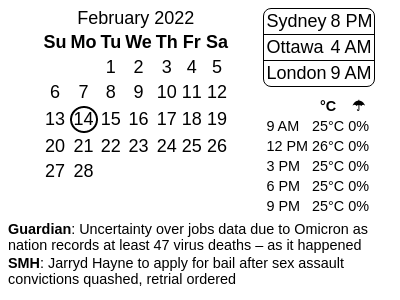 February 2022
Su Mo Tu We Th Fr Sa
1 2 3 4 5
6 7 8 9 10 11 12
13 14 15 16 17 18 19
20 21 22 23 24 25 26
27 28
Sydney 8 PM
Ottawa 4 AM
London 9 AM
°C ☂
9 AM 25°C 0%
12 PM 26°C 0%
3 PM 25°C 0%
6 PM 25°C 0%
9 PM 25°C 0%
Guardian: Uncertainty over jobs data due to Omicron as
nation records at least 47 virus deaths – as it happened
SMH: Jarryd Hayne to apply for bail after sex assault
convictions quashed, retrial ordered